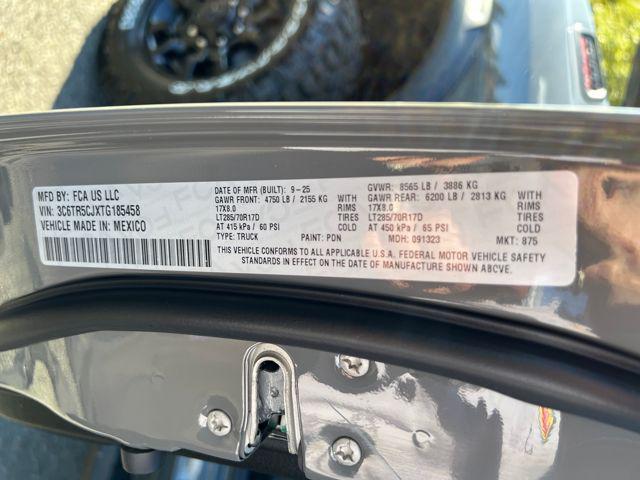 MFD BY: FCA US LLC
VIN: 3C6TR5CJXTG185458
VEHICLE MADE IN: MEXICO
DATE OF MFR (BUILT): 9-25
GAWR FRONT: 4750 LB / 2155 KG
17X8.0 RIMS
LT285/70R17D TIRES
AT 415 kPa / 60 PSI
TYPE: TRUCK PAINT: PDN
GVWR: 8565 LB / 3886 KG
GAWR REAR: 6200 LB / 2813 KG
17X8.0 RIMS
LT285/70R17D TIRES
AT 450 kPa / 65 PSI
MDH: 091323 MKT: 875
THIS VEHICLE CONFORMS TO ALL APPLICABLE U.S.A. FEDERAL MOTOR VEHICLE SAFETY
STANDARDS IN EFFECT ON THE DATE OF MANUFACTURE SHOWN ABOVE.